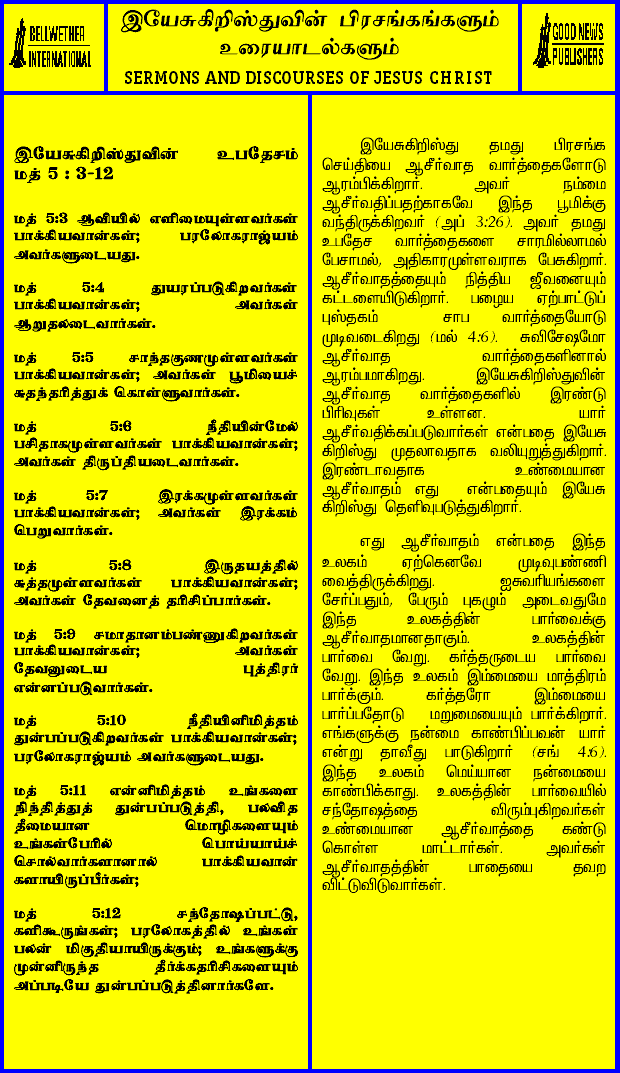 BELLWETHER
INTERNATIONAL
இயேசுகிறிஸ்துவின் பிரசங்கங்களும்
உரையாடல்களும்
SERMONS AND DISCOURSES OF JESUS CHRIST
GOOD NEWS
PUBLISHERS
இயேசுகிறிஸ்துவின் உபதேசம்
மத் 5 : 3-12
மத் 5:3 ஆவியில் எளிமையுள்ளவர்கள்
பாக்கியவான்கள்; பரலோகராஜ்யம்
அவர்களுடையது.
மத் 5:4 துயரப்படுகிறவர்கள்
பாக்கியவான்கள்; அவர்கள்
ஆறுதலடைவார்கள்.
மத் 5:5 சாந்தகுணமுள்ளவர்கள்
பாக்கியவான்கள்; அவர்கள் பூமியைச்
சுதந்தரித்துக் கொள்ளுவார்கள்.
மத் 5:6 நீதியின்மேல்
பசிதாகமுள்ளவர்கள் பாக்கியவான்கள்;
அவர்கள் திருப்தியடைவார்கள்.
மத் 5:7 இரக்கமுள்ளவர்கள்
பாக்கியவான்கள்; அவர்கள் இரக்கம்
பெறுவார்கள்.
மத் 5:8 இருதயத்தில்
சுத்தமுள்ளவர்கள் பாக்கியவான்கள்;
அவர்கள் தேவனைத் தரிசிப்பார்கள்.
மத் 5:9 சமாதானம்பண்ணுகிறவர்கள்
பாக்கியவான்கள்; அவர்கள்
தேவனுடைய புத்திரர்
என்னப்படுவார்கள்.
மத் 5:10 நீதியினிமித்தம்
துன்பப்படுகிறவர்கள் பாக்கியவான்கள்;
பரலோகராஜ்யம் அவர்களுடையது.
மத் 5:11 என்னிமித்தம் உங்களை
நிந்தித்துத் துன்பப்படுத்தி, பலவித
தீமையான மொழிகளையும்
உங்கள்பேரில் பொய்யாய்ச்
சொல்வார்களானால் பாக்கியவான்
களாயிருப்பீர்கள்;
மத் 5:12 சந்தோஷப்பட்டு,
களிகூருங்கள்; பரலோகத்தில் உங்கள்
பலன் மிகுதியாயிருக்கும்; உங்களுக்கு
முன்னிருந்த தீர்க்கதரிசிகளையும்
அப்படியே துன்பப்படுத்தினார்களே.
இயேசுகிறிஸ்து தமது பிரசங்க
செய்தியை ஆசீர்வாத வார்த்தைகளோடு
ஆரம்பிக்கிறார். அவர் நம்மை
ஆசீர்வதிப்பதற்காகவே இந்த பூமிக்கு
வந்திருக்கிறவர் (அப் 3:26). அவர் தமது
உபதேச வார்த்தைகளை சாரமில்லாமல்
பேசாமல், அதிகாரமுள்ளவராக பேசுகிறார்.
ஆசீர்வாதத்தையும் நித்திய ஜீவனையும்
கட்டளையிடுகிறார். பழைய ஏற்பாட்டுப்
புஸ்தகம் சாப வார்த்தையோடு
முடிவடைகிறது (மல் 4:6). சுவிசேஷமோ
ஆசீர்வாத வார்த்தைகளினால்
ஆரம்பமாகிறது. இயேசுகிறிஸ்துவின்
ஆசீர்வாத வார்த்தைகளில் இரண்டு
பிரிவுகள் உள்ளன. யார்
ஆசீர்வதிக்கப்படுவார்கள் என்பதை இயேசு
கிறிஸ்து முதலாவதாக வலியுறுத்துகிறார்.
இரண்டாவதாக உண்மையான
ஆசீர்வாதம் எது என்பதையும் இயேசு
கிறிஸ்து தெளிவுபடுத்துகிறார்.
எது ஆசீர்வாதம் என்பதை இந்த
உலகம் ஏற்கெனவே முடிவுபண்ணி
வைத்திருக்கிறது. ஐசுவரியங்களை
சேர்ப்பதும், பேரும் புகழும் அடைவதுமே
இந்த உலகத்தின் பார்வைக்கு
ஆசீர்வாதமானதாகும். உலகத்தின்
பார்வை வேறு. கர்த்தருடைய பார்வை
வேறு. இந்த உலகம் இம்மையை மாத்திரம்
பார்க்கும். கர்த்தரோ இம்மையை
பார்ப்பதோடு மறுமையையும் பார்க்கிறார்.
எங்களுக்கு நன்மை காண்பிப்பவன் யார்
என்று தாவீது பாடுகிறார் (சங் 4:6).
இந்த உலகம் மெய்யான நன்மையை
காண்பிக்காது. உலகத்தின் பார்வையில்
சந்தோஷத்தை விரும்புகிறவர்கள்
உண்மையான ஆசீர்வாத்தை கண்டு
கொள்ள மாட்டார்கள். அவர்கள்
ஆசீர்வாதத்தின் பாதையை தவற
விட்டுவிடுவார்கள்.